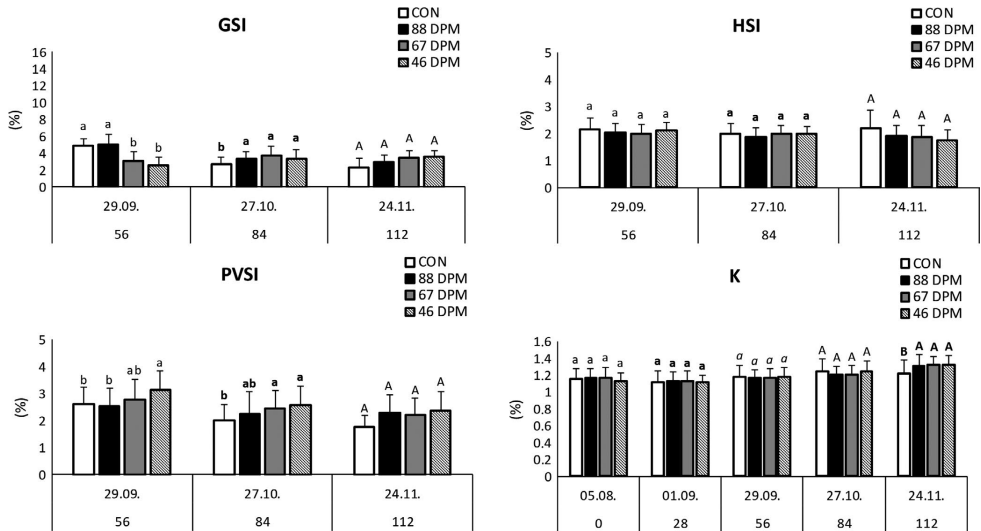 GSI
CON
88 DPM
67 DPM
46 DPM
(%)
16
14
12
10
8
6
4
2
0
a a b b
b a a a
A A A A
29.09. 27.10. 24.11.
56 84 112
HSI
CON
88 DPM
67 DPM
46 DPM
(%)
5
4
3
2
1
0
a a a a
a a a a
A A A A
29.09. 27.10. 24.11.
56 84 112
PVSI
CON
88 DPM
67 DPM
46 DPM
(%)
5
4
3
2
1
0
b b ab a
b ab a a
A A A A
29.09. 27.10. 24.11.
56 84 112
K
CON
88 DPM
67 DPM
46 DPM
(%)
1.6
1.4
1.2
1
0.8
0.6
0.4
0.2
0
a a a a
a a a a
a a a a
A A A A
B A A A
05.08. 01.09. 29.09. 27.10. 24.11.
0 28 56 84 112